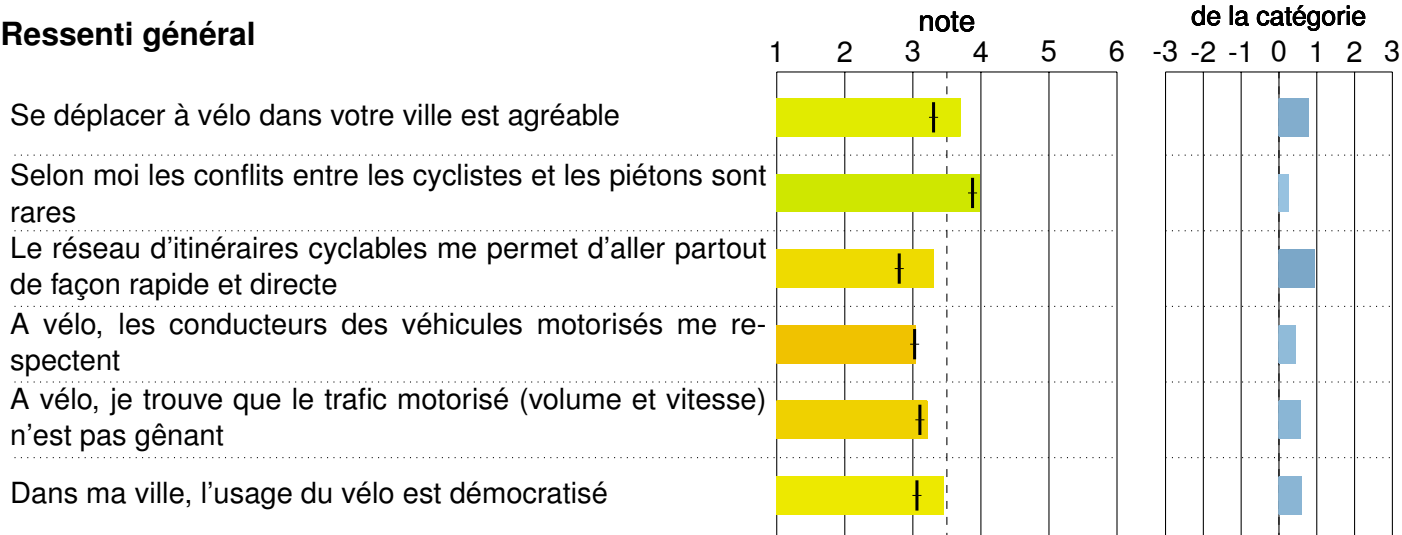 Ressenti général
note
de la catégorie
1 2 3 4 5 6
-3 -2 -1 0 1 2 3
Se déplacer à vélo dans votre ville est agréable
Selon moi les conflits entre les cyclistes et les piétons sont
rares
Le réseau d'itinéraires cyclables me permet d'aller partout
de façon rapide et directe
A vélo, les conducteurs des véhicules motorisés me re-
spectent
A vélo, je trouve que le trafic motorisé (volume et vitesse)
n'est pas gênant
Dans ma ville, l'usage du vélo est démocratisé